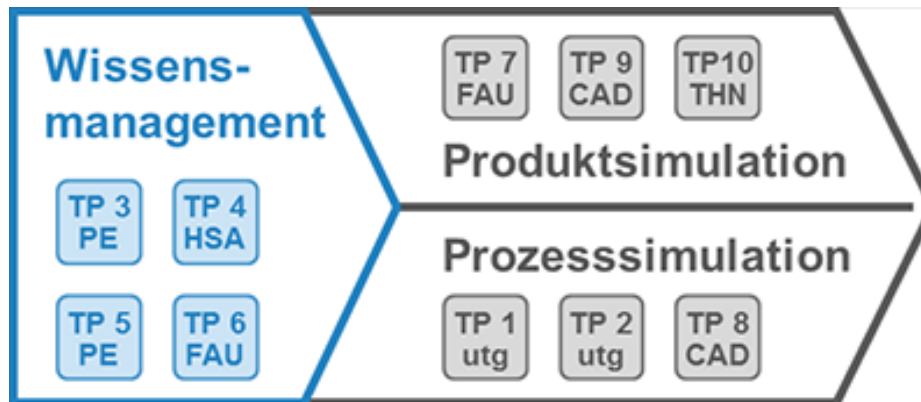 Wissens-
management
TP 3
PE
TP 4
HSA
TP 5
PE
TP 6
FAU
TP 7
FAU
TP 9
CAD
TP10
THN
Produktsimulation
Prozesssimulation
TP 1
utg
TP 2
utg
TP 8
CAD